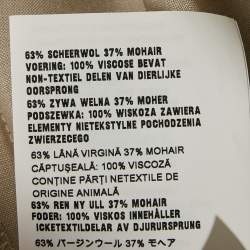 63% SCHEERWOL 37% MOHAIR
VOERING: 100% VISCOSE BEVAT
NON-TEXTIEL DELEN VAN DIERLIJKE
OORSPRONG
63% ZYWA WELNA 37% MOHER
PODSZEWKA: 100% WISKOZA ZAWIERA
ELEMENTY NIETEKSTYLNE POCHODZENIA
ZWIERZECEGO
63% LÂNĂ VIRGINĂ 37% MOHAIR
CĂPTUȘEALĂ: 100% VISCOZĂ
CONȚINE PĂRȚI NETEXTILE DE
ORIGINE ANIMALĂ
63% REN NY ULL 37% MOHAIR
FODER: 100% VISKOS INNEHÅLLER
ICKETEXTILDELAR AV DJURURSPRUNG
63% バージンウール 37% モヘア